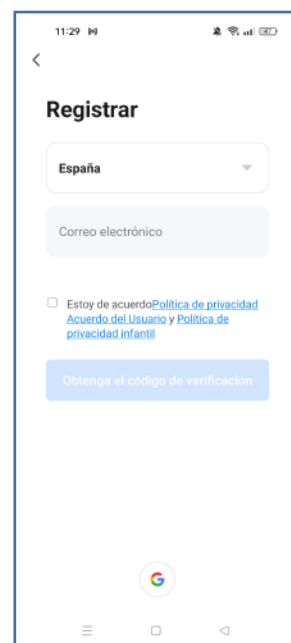 11:29
Registrar
España
Correo electrónico
Estoy de acuerdoPolítica de privacidad
Acuerdo del Usuario y Política de
privacidad infantil
Obtenga el código de verificación